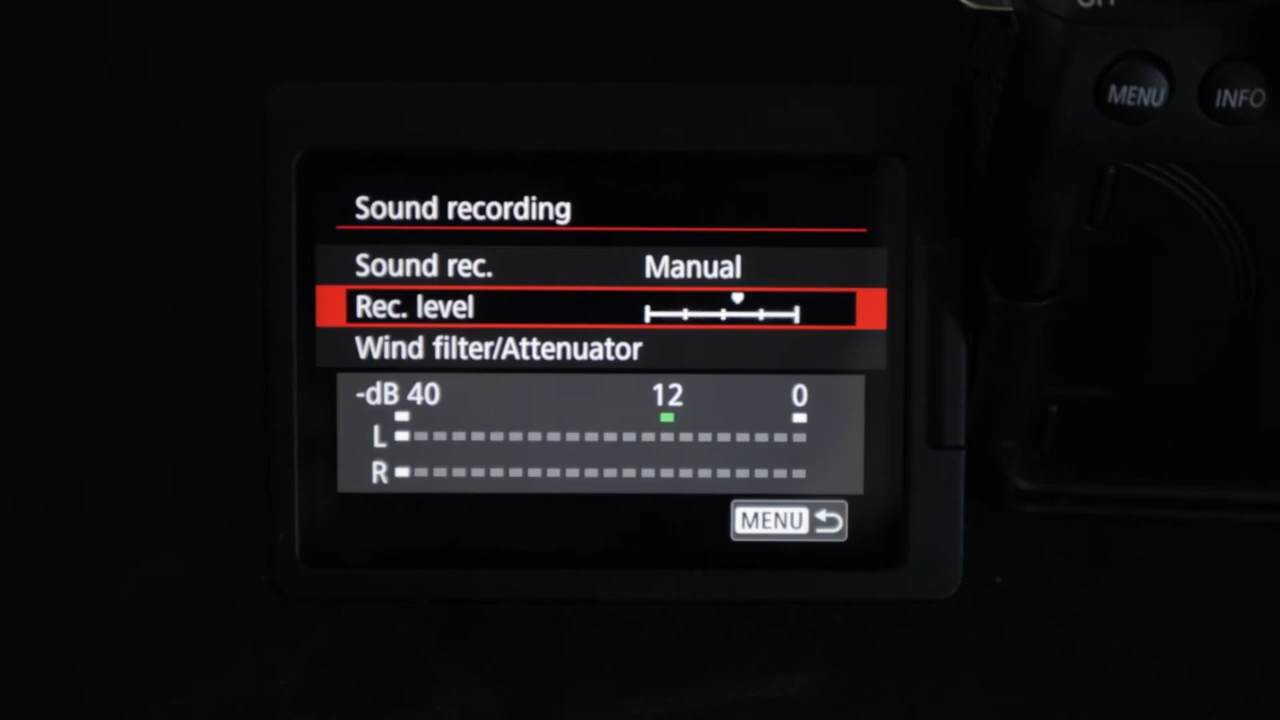 MENU INFO
Sound recording
Sound rec. Manual
Rec. level
Wind filter/Attenuator
-dB 40 12 0
L
R
MENU